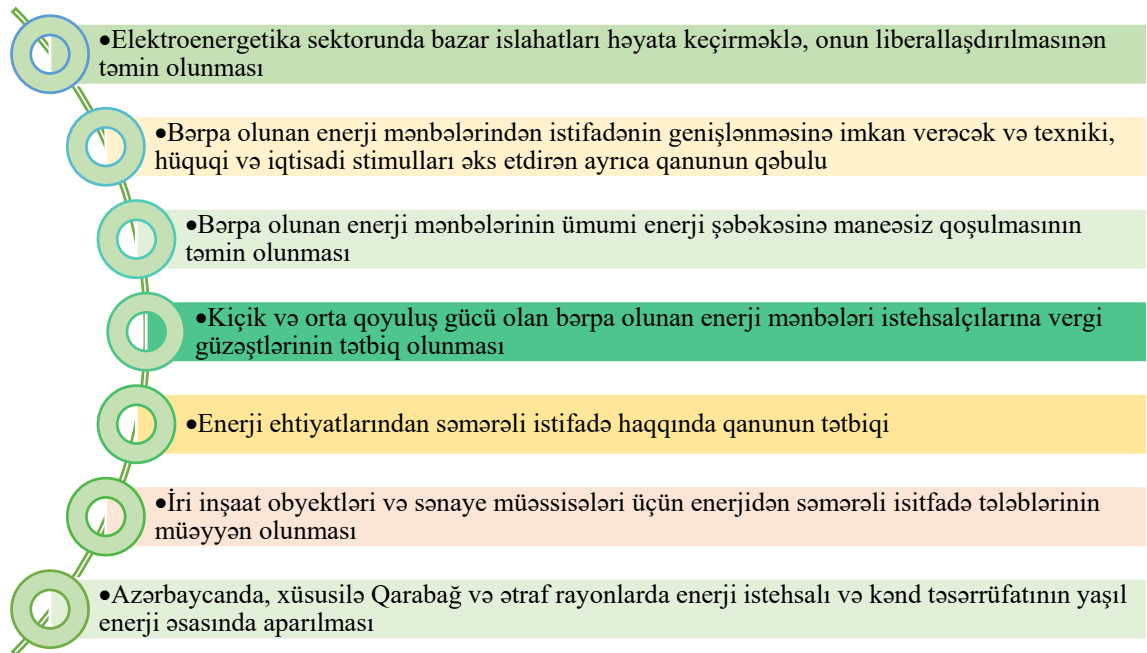 •Elektroenergetika sektorunda bazar islahatları həyata keçirməklə, onun liberallaşdırılmasınən
təmin olunması
•Bərpa olunan enerji mənbələrindən istifadənin genişlənməsinə imkan verəcək və texniki,
hüquqi və iqtisadi stimulları əks etdirən ayrıca qanunun qəbulu
•Bərpa olunan enerji mənbələrinin ümumi enerji şəbəkəsinə maneəsiz qoşulmasının
təmin olunması
•Kiçik və orta qoyuluş gücü olan bərpa olunan enerji mənbələri istehsalçılarına vergi
güzəştlərinin tətbiq olunması
•Enerji ehtiyatlarından səmərəli istifadə haqqında qanunun tətbiqi
•İri inşaat obyektləri və sənaye müəssisələri üçün enerjidən səmərəli isitfadə tələblərinin
müəyyən olunması
•Azərbaycanda, xüsusilə Qarabağ və ətraf rayonlarda enerji istehsalı və kənd təsərrüfatının yaşıl
enerji əsasında aparılması